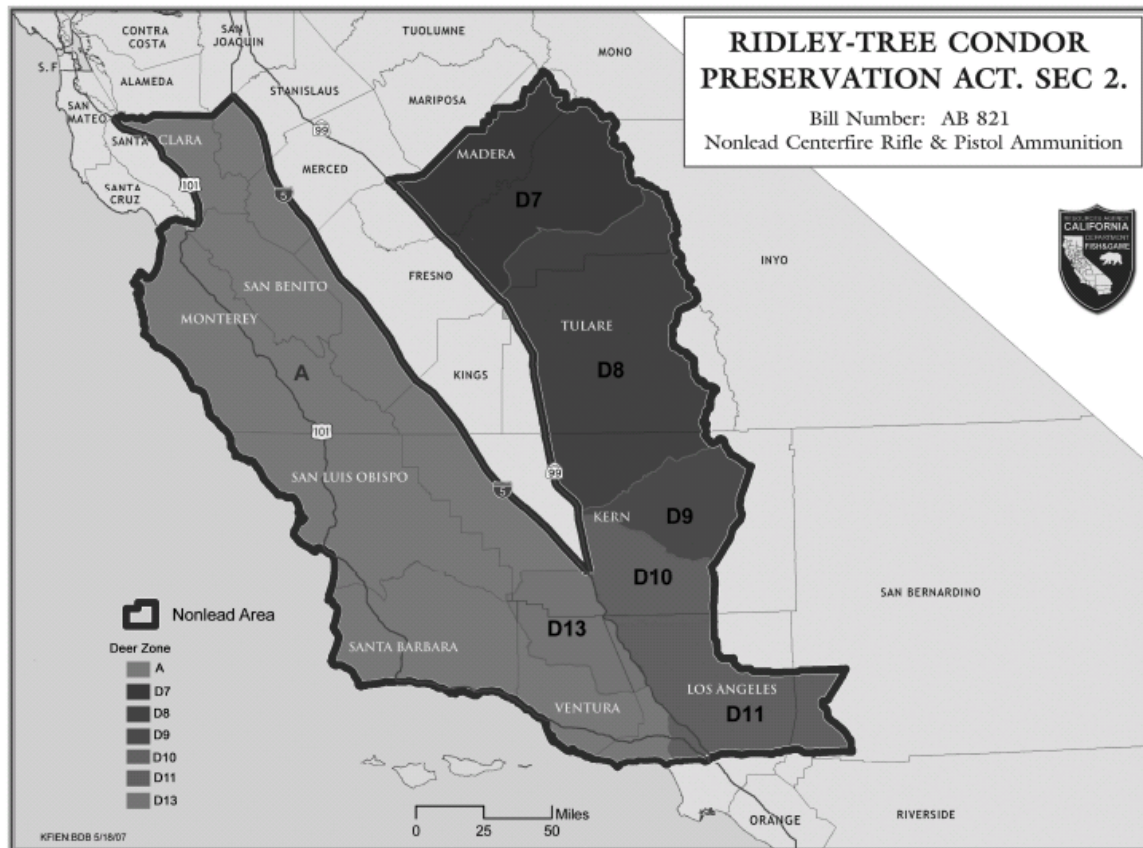 RIDLEY-TREE CONDOR
PRESERVATION ACT. SEC 2.
Bill Number: AB 821
Nonlead Centerfire Rifle & Pistol Ammunition
RESOURCES AGENCY
CALIFORNIA
DEPARTMENT
FISH&GAME
CONTRA
COSTA
SAN
JOAQUIN
TUOLUMNE
MONO
S.F
ALAMEDA
STANISLAUS
MARIPOSA
SAN
MATEO
SANTA CLARA
99
MADERA
MERCED
SANTA
CRUZ
101
5
D7
FRESNO
INYO
SAN BENITO
MONTEREY
TULARE
A
KINGS
D8
101
SAN LUIS OBISPO
99
5
KERN
D9
D10
SAN BERNARDINO
D13
SANTA BARBARA
LOS ANGELES
VENTURA
D11
ORANGE
RIVERSIDE
Nonlead Area
Deer Zone
A
D7
D8
D9
D10
D11
D13
Miles
0 25 50
KFIEN.BDB 5/18/07